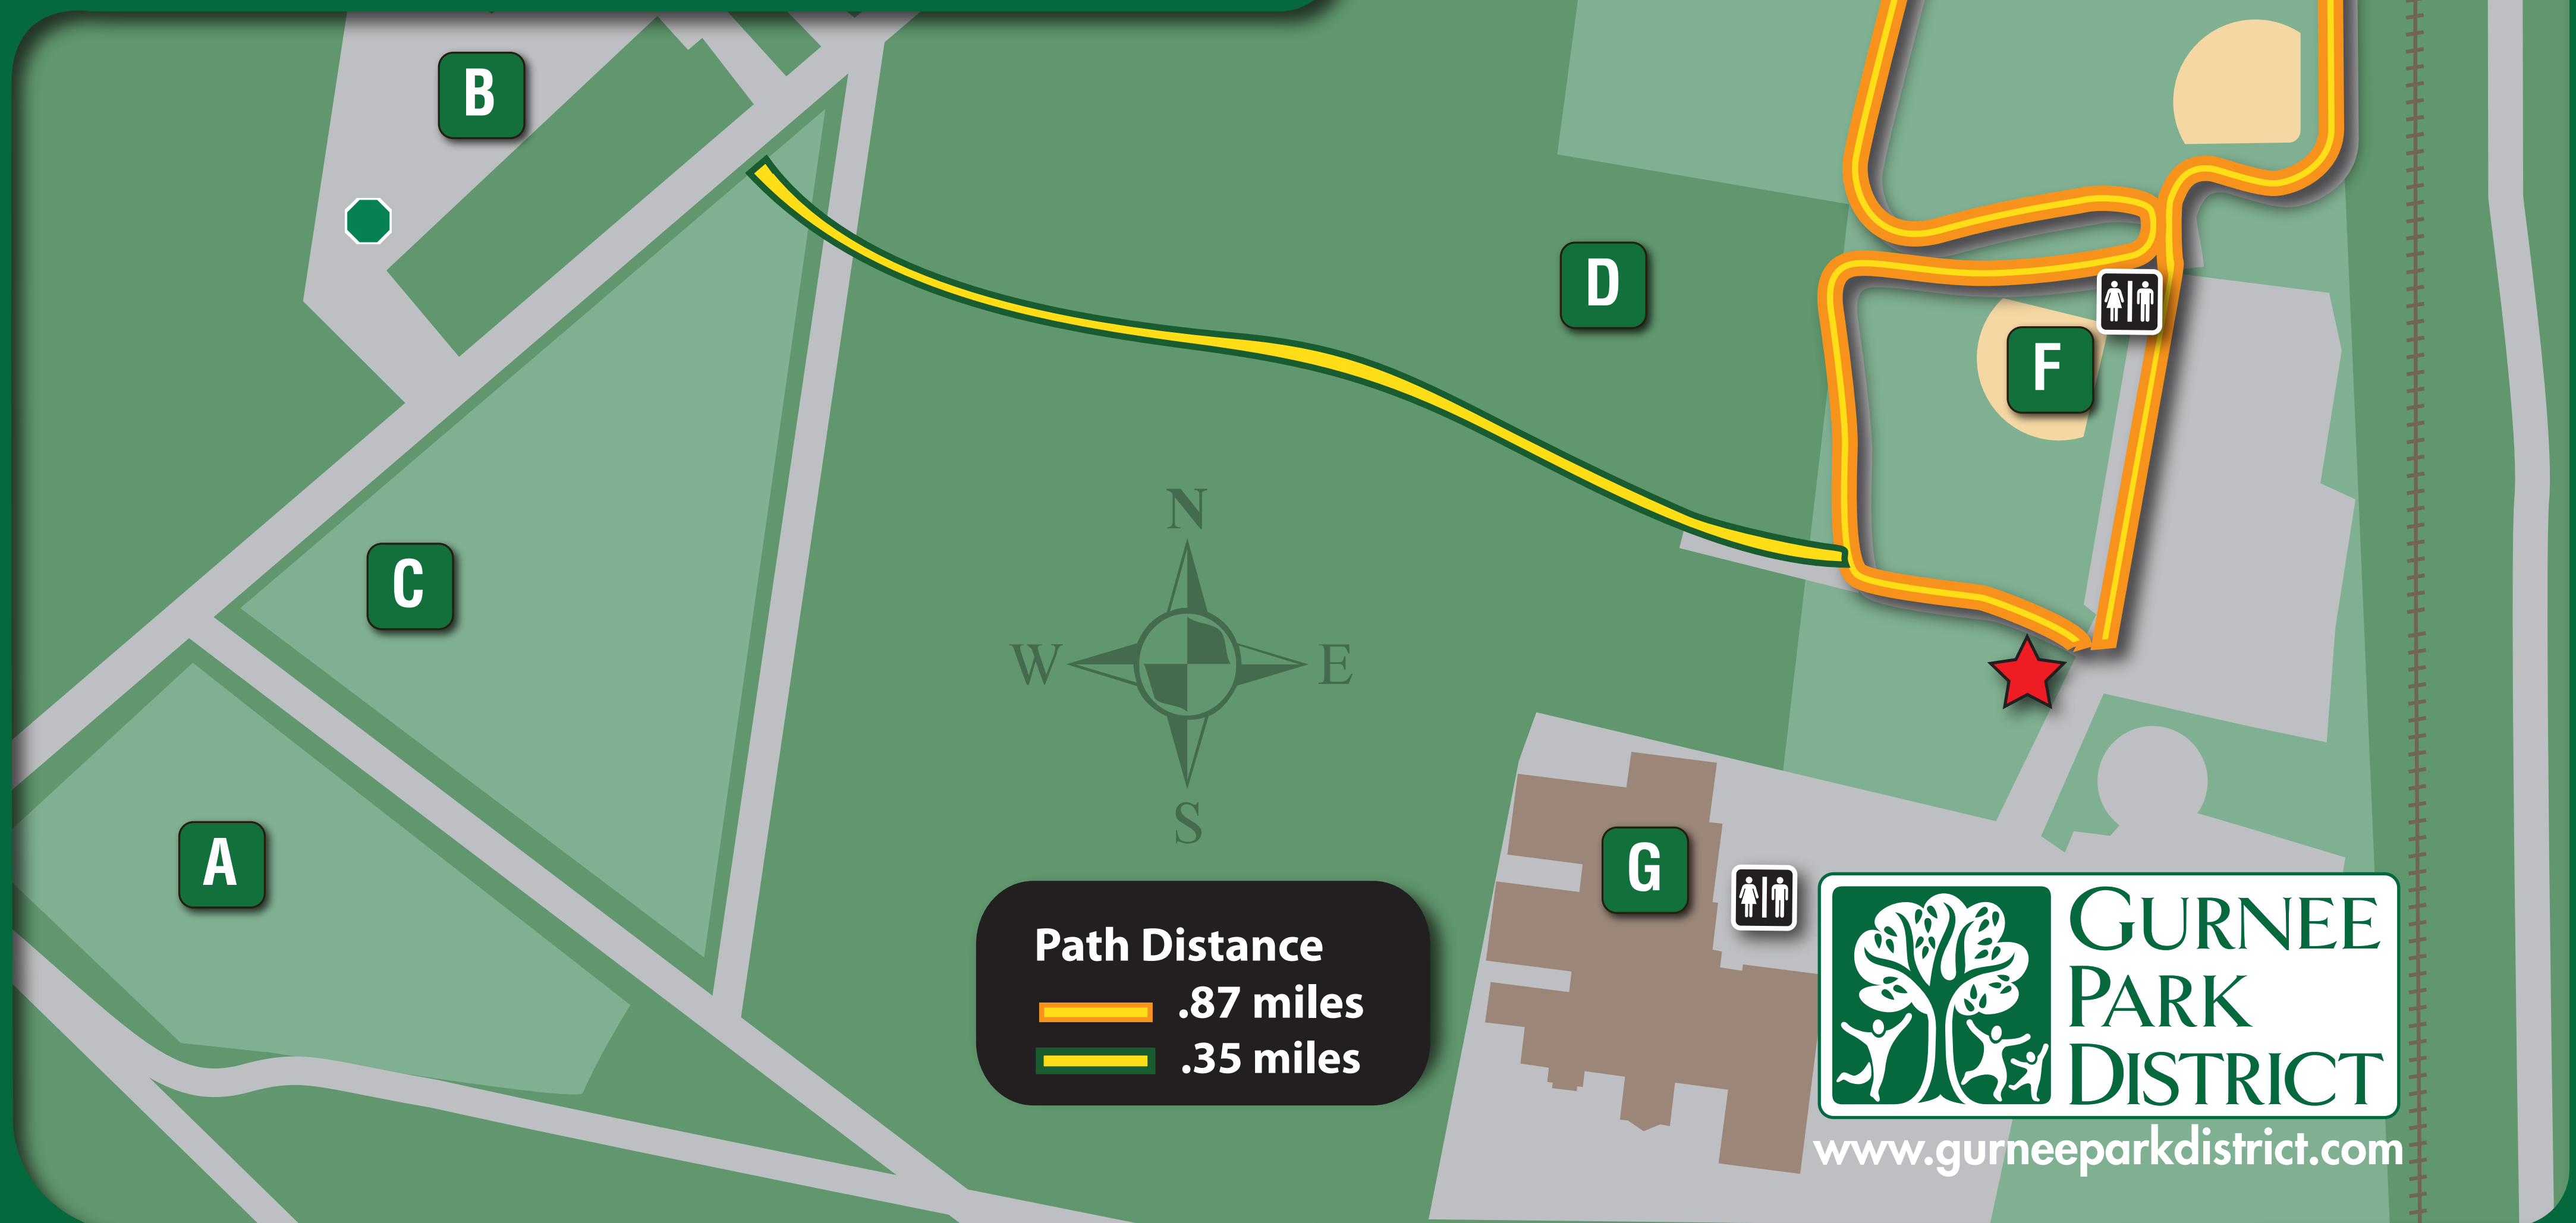 B
D
F
N
C
W
E
S
A
G
Path Distance
.87 miles
.35 miles
GURNEE
PARK
DISTRICT
www.gurneeparkdistrict.com